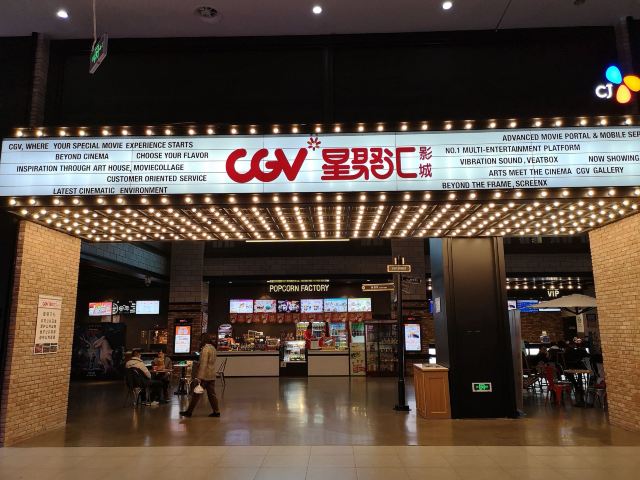 CJ
CGV, WHERE YOUR SPECIAL MOVIE EXPERIENCE STARTS
BEYOND CINEMA
CHOOSE YOUR FLAVOR
INSPIRATION THROUGH ART HOUSE, MOVIECOLLAGE
CUSTOMER ORIENTED SERVICE
LATEST CINEMATIC ENVIRONMENT
CGV 星聚汇 影城
ADVANCED MOVIE PORTAL & MOBILE SER
NO.1 MULTI-ENTERTAINMENT PLATFORM
VIBRATION SOUND, VEATBOX
NOW SHOWING
ARTS MEET THE CINEMA CGV GALLERY
BEYOND THE FRAME, SCREENX
POPCORN FACTORY
VIP